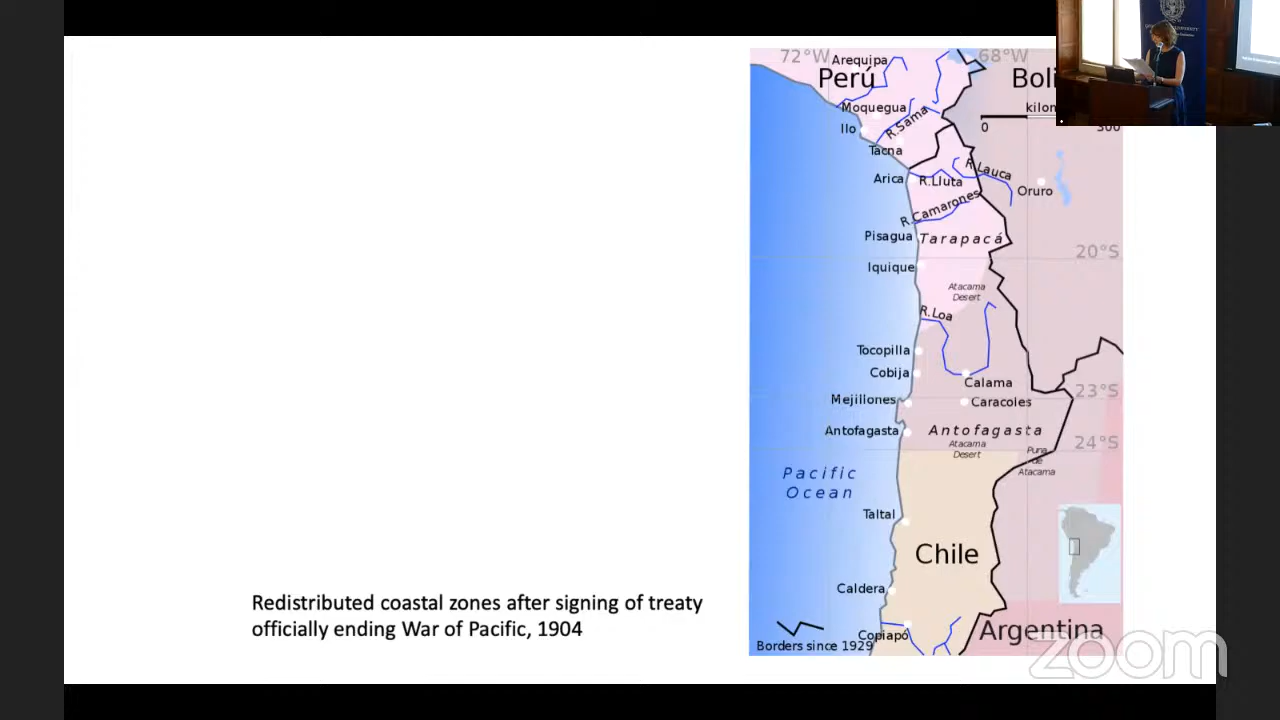 72°W
68°W
Arequipa
Perú
Boli
Moquegua
kilon
Ilo
R.Sama
0
300
Tacna
R.Lauca
Arica
R.Lluta
Oruro
R.Camarones
Pisagua
Tarapacá
20°S
Iquique
Atacama
Desert
R.Loa
Tocopilla
Cobija
Calama
23°S
Mejillones
Caracoles
Antofagasta
Antofagasta
24°S
Atacama
Desert
Puna
de
Atacama
Pacific
Ocean
Taltal
Chile
Caldera
Redistributed coastal zones after signing of treaty
officially ending War of Pacific, 1904
Copiapó
Argentina
Borders since 1929
zoom